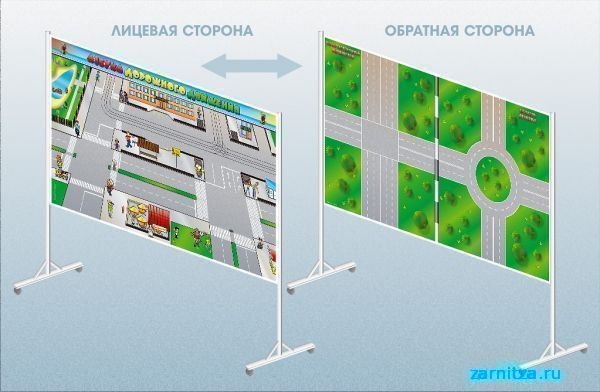 ЛИЦЕВАЯ СТОРОНА
ОБРАТНАЯ СТОРОНА
АЗБУКА ДОРОЖНОГО ДВИЖЕНИЯ
zarnitza.ru